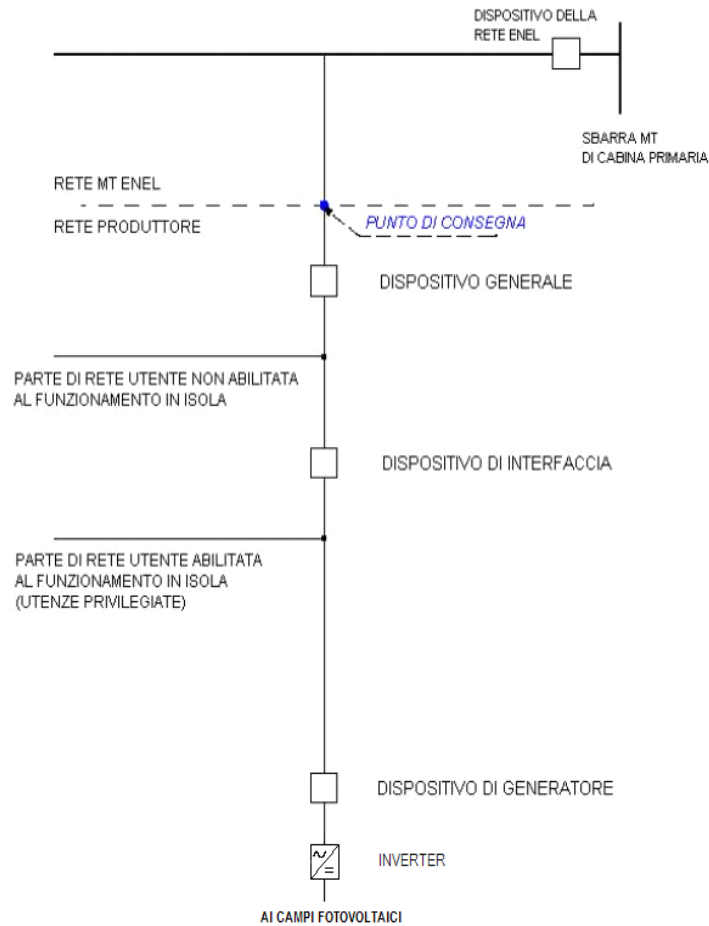 DISPOSITIVO DELLA
RETE ENEL
SBARRA MT
DI CABINA PRIMARIA
RETE MT ENEL
RETE PRODUTTORE
PUNTO DI CONSEGNA
DISPOSITIVO GENERALE
PARTE DI RETE UTENTE NON ABILITATA
AL FUNZIONAMENTO IN ISOLA
DISPOSITIVO DI INTERFACCIA
PARTE DI RETE UTENTE ABILITATA
AL FUNZIONAMENTO IN ISOLA
(UTENZE PRIVILEGIATE)
DISPOSITIVO DI GENERATORE
INVERTER
AI CAMPI FOTOVOLTAICI